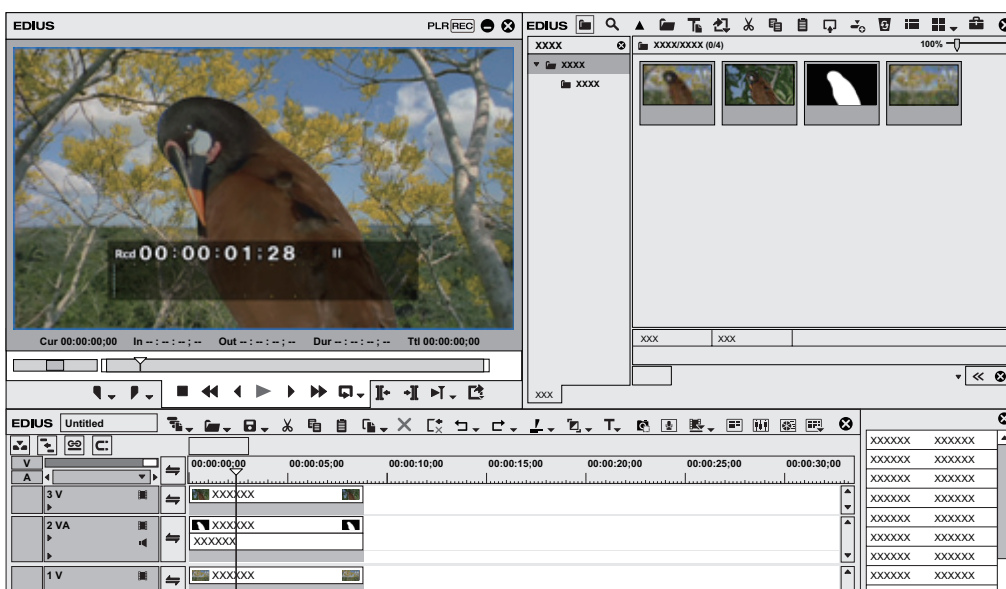 EDIUS PLR REC
Rcd 00:00:01:28
Cur 00:00:00;00 In -- : -- : -- ; -- Out -- : -- : -- ; -- Dur -- : -- : -- ; -- Ttl 00:00:00;00
EDIUS
XXXX
XXXX
XXXX
XXXX/XXXX (0/4) 100%
XXX XXX
XXX
EDIUS Untitled
V
A
00:00:00;00 00:00:05;00 00:00:10;00 00:00:15;00 00:00:20;00 00:00:25;00 00:00:30;00
3 V XXXXXX
2 VA XXXXXX
XXXXXX
1 V XXXXXX
XXXXXX XXXXXX
XXXXXX XXXXXX
XXXXXX XXXXXX
XXXXXX XXXXXX
XXXXXX XXXXXX
XXXXXX XXXXXX
XXXXXX XXXXXX
XXXXXX XXXXXX